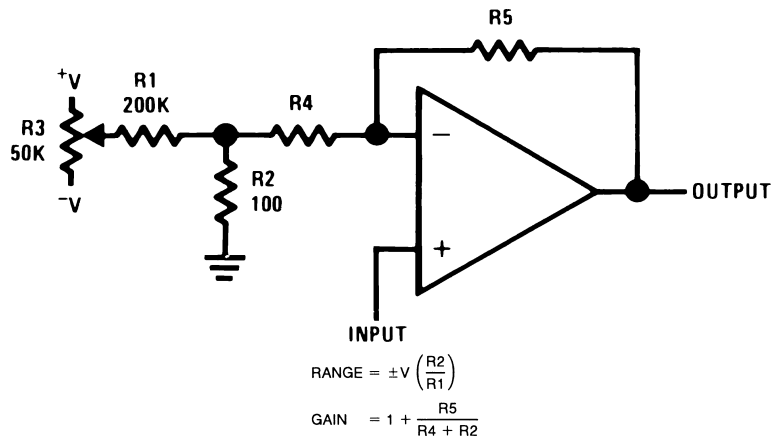 R5
+V
R1
200K
R4
R3
50K
−
R2
100
−V
OUTPUT
+
INPUT
RANGE = ±V (R2/R1)
GAIN = 1 + R5/(R4 + R2)